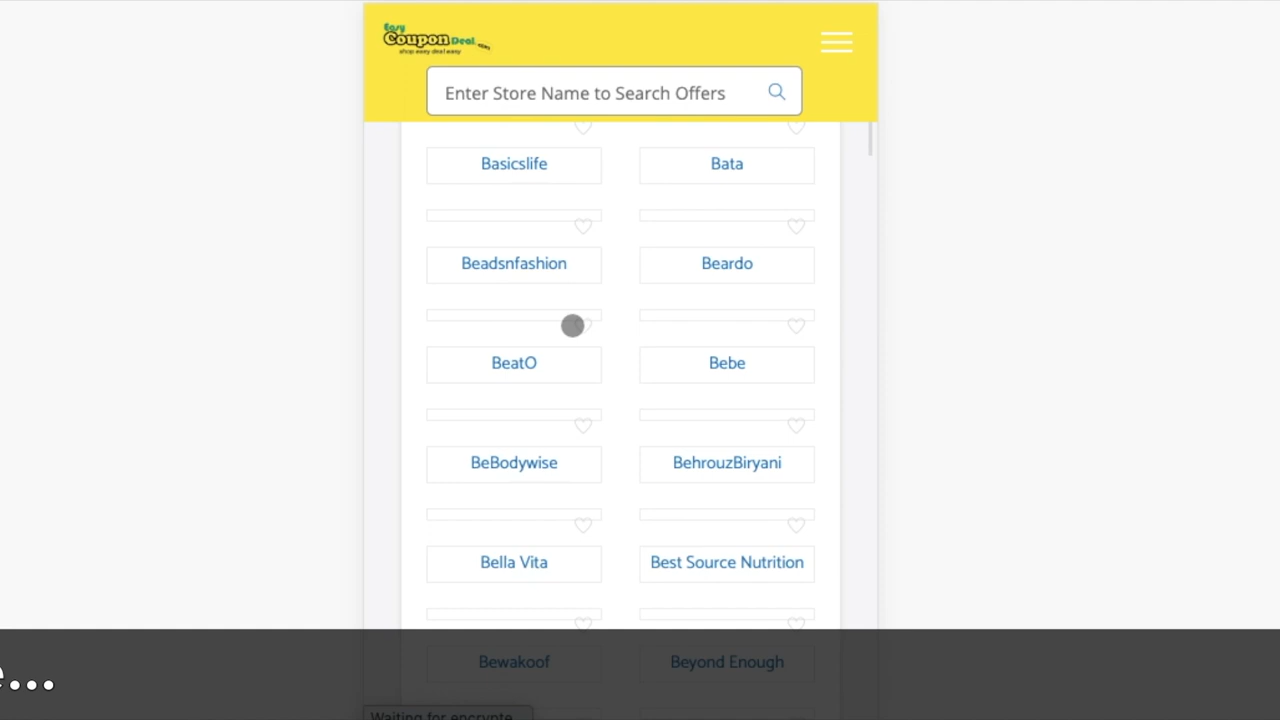 Easy
Coupon Deal
shop easy deal easy
Enter Store Name to Search Offers
Basicslife
Bata
Beadsnfashion
Beardo
BeatO
Bebe
BeBodywise
BehrouzBiryani
Bella Vita
Best Source Nutrition
Bewakoof
Beyond Enough
e...
Waiting for encrypte